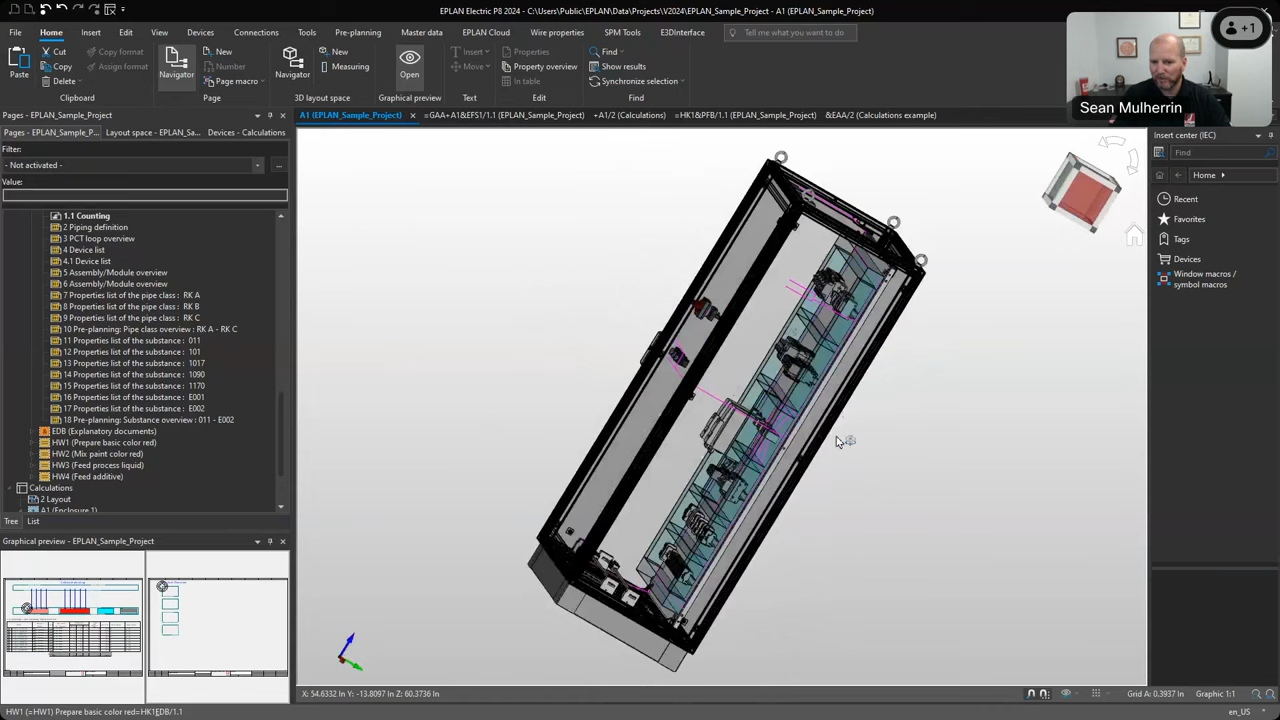 EPLAN Electric P8 2024 - C:\Users\Public\EPLAN\Data\Projects\V2024\EPLAN_Sample_Project - A1 (EPLAN_Sample_Project)
File Home Insert Edit View Devices Connections Tools Pre-planning Master data EPLAN Cloud Wire properties SPM Tools E3DInterface Tell me what you want to do
Paste
Cut
Copy
Delete
Copy format
Assign format
Clipboard
Navigator
New
Number
Page macro
Page
Navigator
New
Measuring
3D layout space
Open
Graphical preview
Insert
Move
Text
Properties
Property overview
In table
Edit
Find
Show results
Synchronize selection
Find
+1
Sean Mulherrin
Pages - EPLAN_Sample_Project
Pages - EPLAN_Sample_P... Layout space - EPLAN_Sa... Devices - Calculations
Filter:
- Not activated -
...
Value:
1.1 Counting
2 Piping definition
3 PCT loop overview
4 Device list
4.1 Device list
5 Assembly/Module overview
6 Assembly/Module overview
7 Properties list of the pipe class : RK A
8 Properties list of the pipe class : RK B
9 Properties list of the pipe class : RK C
10 Pre-planning: Pipe class overview : RK A - RK C
11 Properties list of the substance : 011
12 Properties list of the substance : 101
13 Properties list of the substance : 1017
14 Properties list of the substance : 1090
15 Properties list of the substance : 1170
16 Properties list of the substance : E001
17 Properties list of the substance : E002
18 Pre-planning: Substance overview : 011 - E002
EDB (Explanatory documents)
HW1 (Prepare basic color red)
HW2 (Mix paint color red)
HW3 (Feed process liquid)
HW4 (Feed additive)
Calculations
2 Layout
A1 (Enclosure 1)
Tree List
Graphical preview - EPLAN_Sample_Project
A1 (EPLAN_Sample_Project) =GAA+A1&EFS1/1.1 (EPLAN_Sample_Project) +A1/2 (Calculations) =HK1&PFB/1.1 (EPLAN_Sample_Project) &EAA/2 (Calculations example)
Insert center (IEC)
Find
Home
Recent
Favorites
Tags
Devices
Window macros / symbol macros
X: 54.6332 In Y: -13.8097 In Z: 60.3736 In
Grid A: 0.3937 In Graphic 1:1
HW1 (=HW1) Prepare basic color red=HK1EDB/1.1
en_US